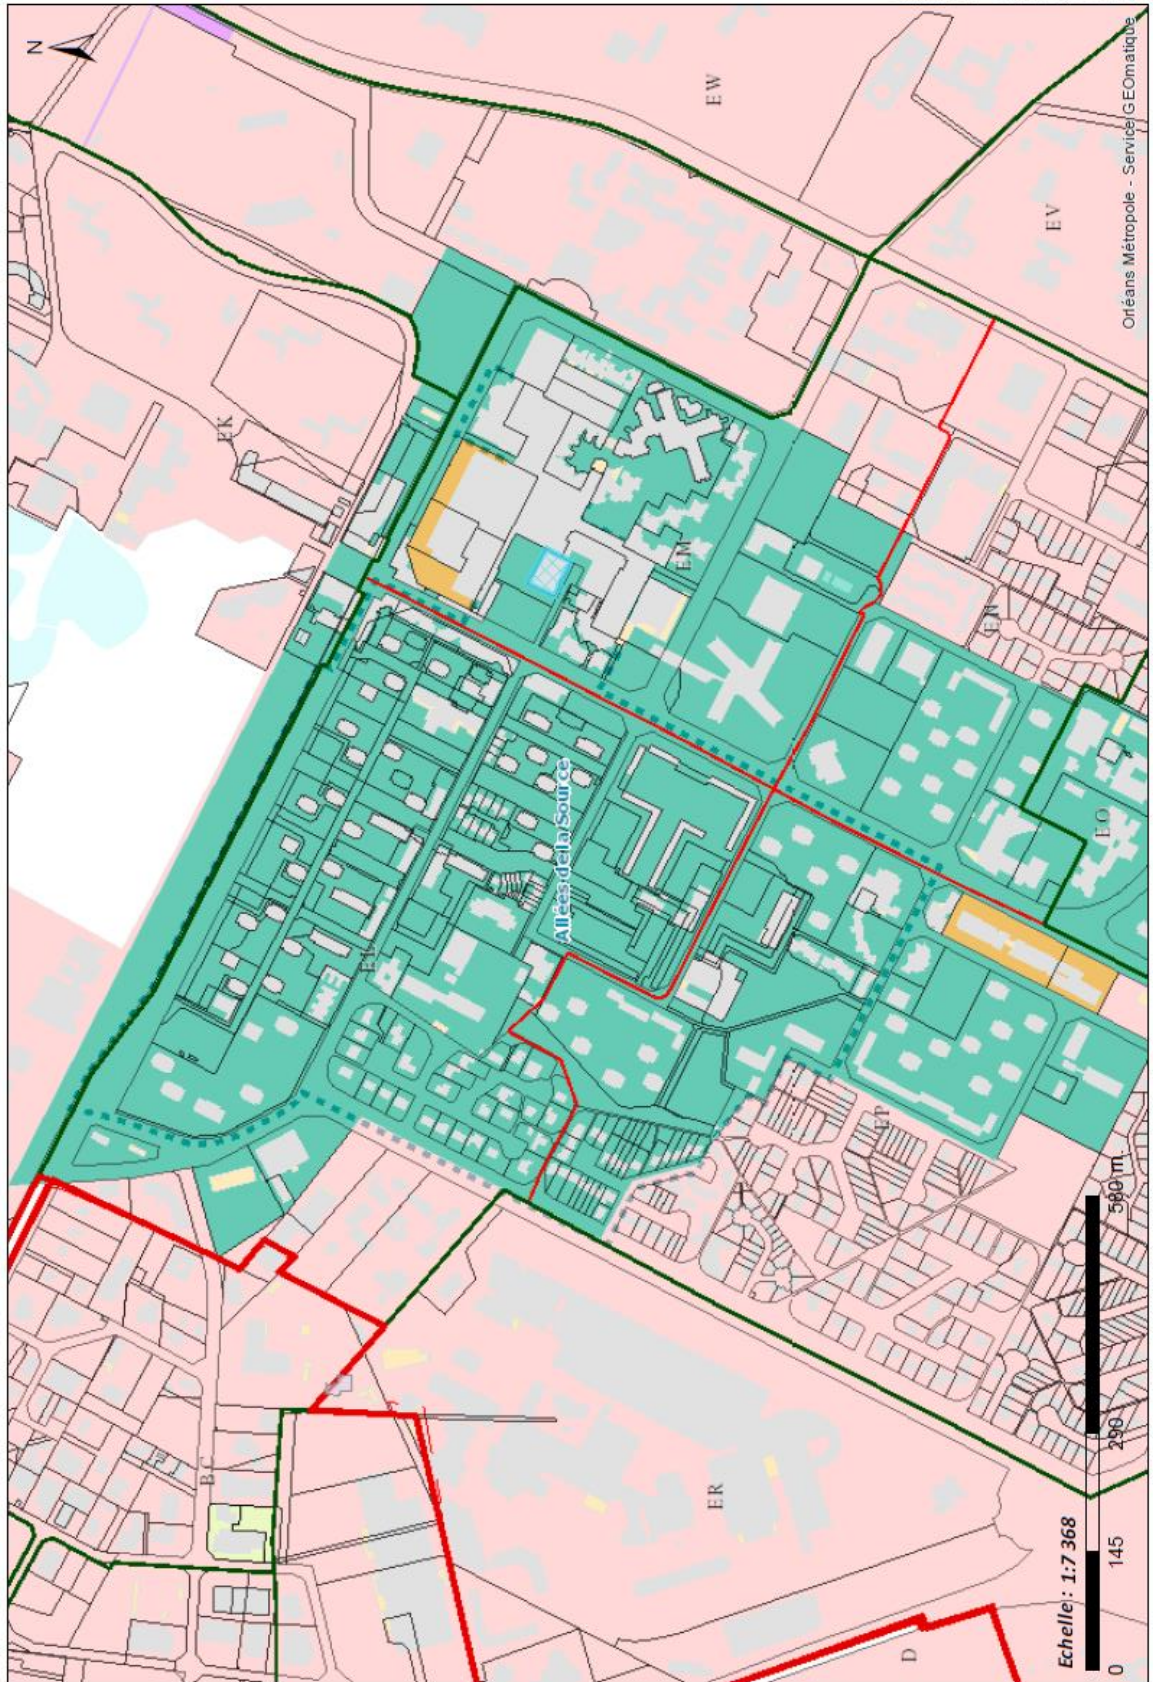 N
EW
EV
EK
EM
EN
EO
EL
EP
ER
BC
D
Allées de la Source
Echelle : 1:7 368
0 145 290 580 m
Orléans Métropole - Service GEOmatique